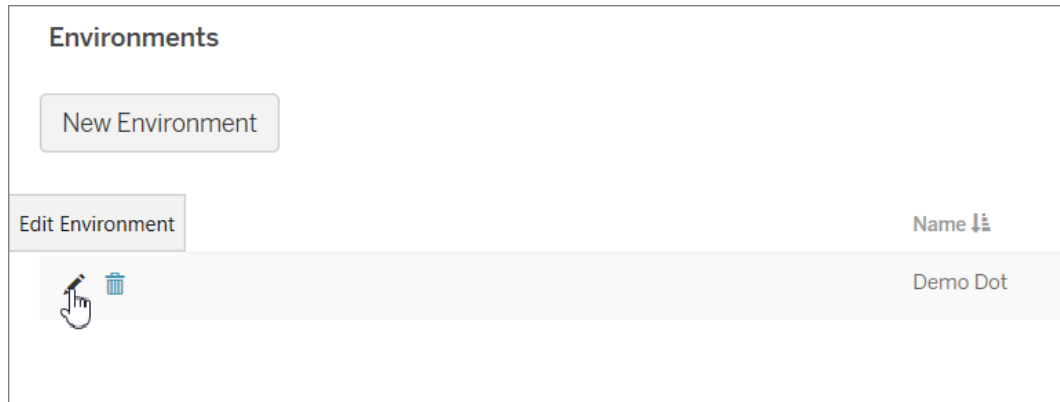 Environments
New Environment
Edit Environment
Name
Demo Dot